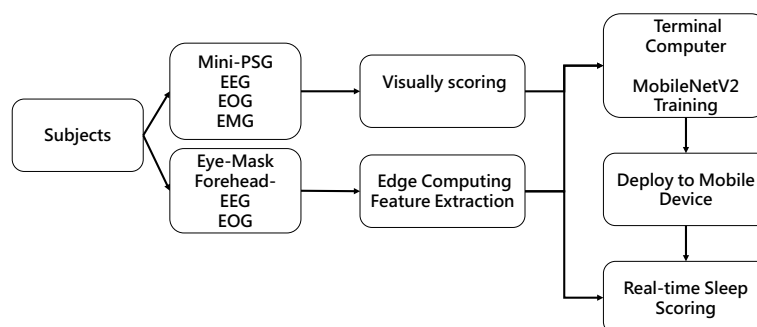 Subjects
Mini-PSG
EEG
EOG
EMG
Eye-Mask
Forehead-
EEG
EOG
Visually scoring
Edge Computing
Feature Extraction
Terminal
Computer
MobileNetV2
Training
Deploy to Mobile
Device
Real-time Sleep
Scoring